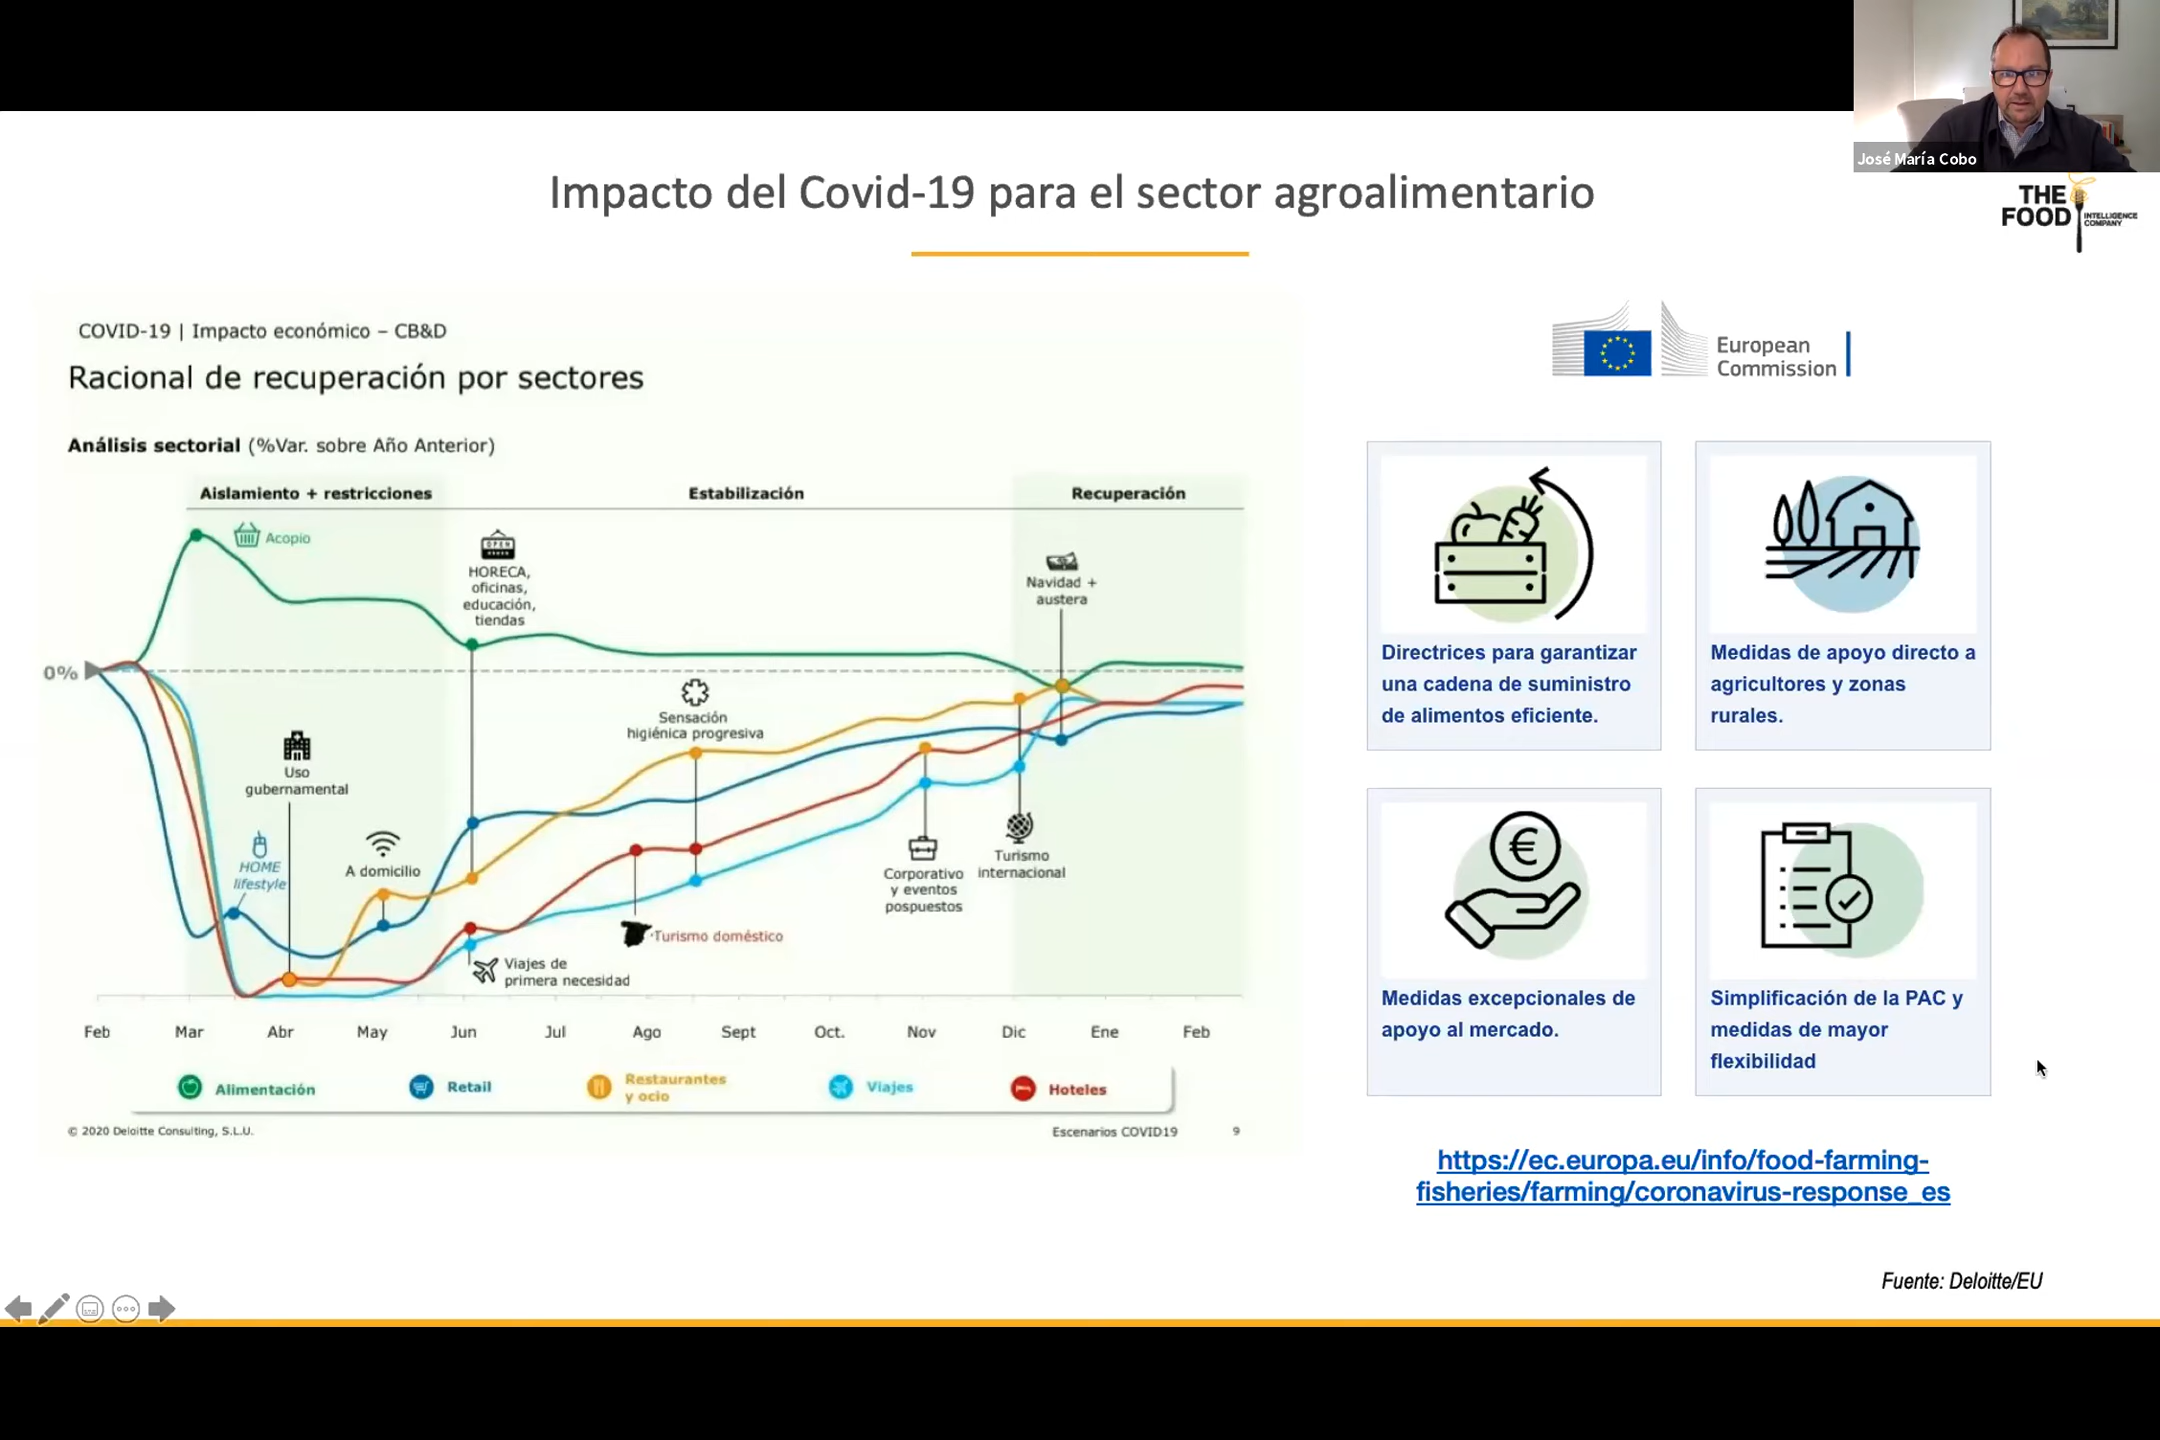 José María Cobo
Impacto del Covid-19 para el sector agroalimentario
THE
FOOD
INTELLIGENCE
COMPANY
COVID-19 | Impacto económico – CB&D
Racional de recuperación por sectores
Análisis sectorial (%Var. sobre Año Anterior)
Aislamiento + restricciones
Estabilización
Recuperación
Acopio
OPEN
HORECA,
oficinas,
educación,
tiendas
Navidad +
austera
0%
Sensación
higiénica progresiva
Uso
gubernamental
HOME
lifestyle
A domicilio
Corporativo
y eventos
pospuestos
Turismo
internacional
Turismo doméstico
Viajes de
primera necesidad
Feb Mar Abr May Jun Jul Ago Sept Oct. Nov Dic Ene Feb
Alimentación
Retail
Restaurantes
y ocio
Viajes
Hoteles
© 2020 Deloitte Consulting, S.L.U.
Escenarios COVID19 9
European
Commission
Directrices para garantizar
una cadena de suministro
de alimentos eficiente.
Medidas de apoyo directo a
agricultores y zonas
rurales.
€
Medidas excepcionales de
apoyo al mercado.
Simplificación de la PAC y
medidas de mayor
flexibilidad
https://ec.europa.eu/info/food-farming-
fisheries/farming/coronavirus-response_es
Fuente: Deloitte/EU